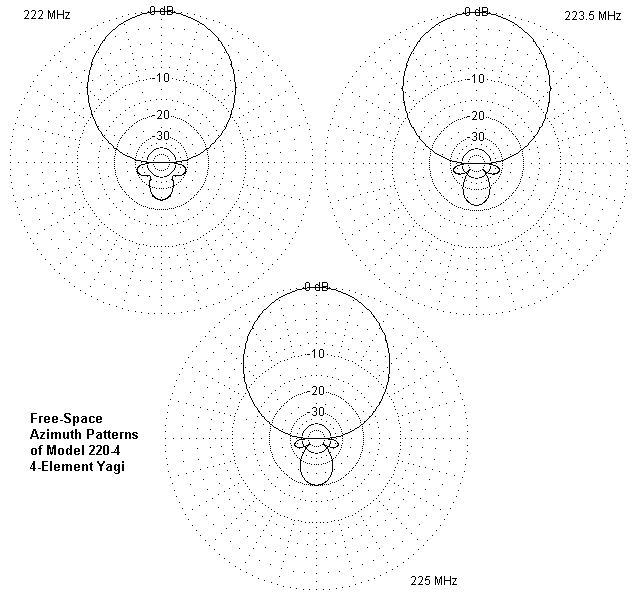 222 MHz
0 dB
-10
-20
-30
0 dB
223.5 MHz
-10
-20
-30
0 dB
-10
-20
-30
Free-Space
Azimuth Patterns
of Model 220-4
4-Element Yagi
225 MHz